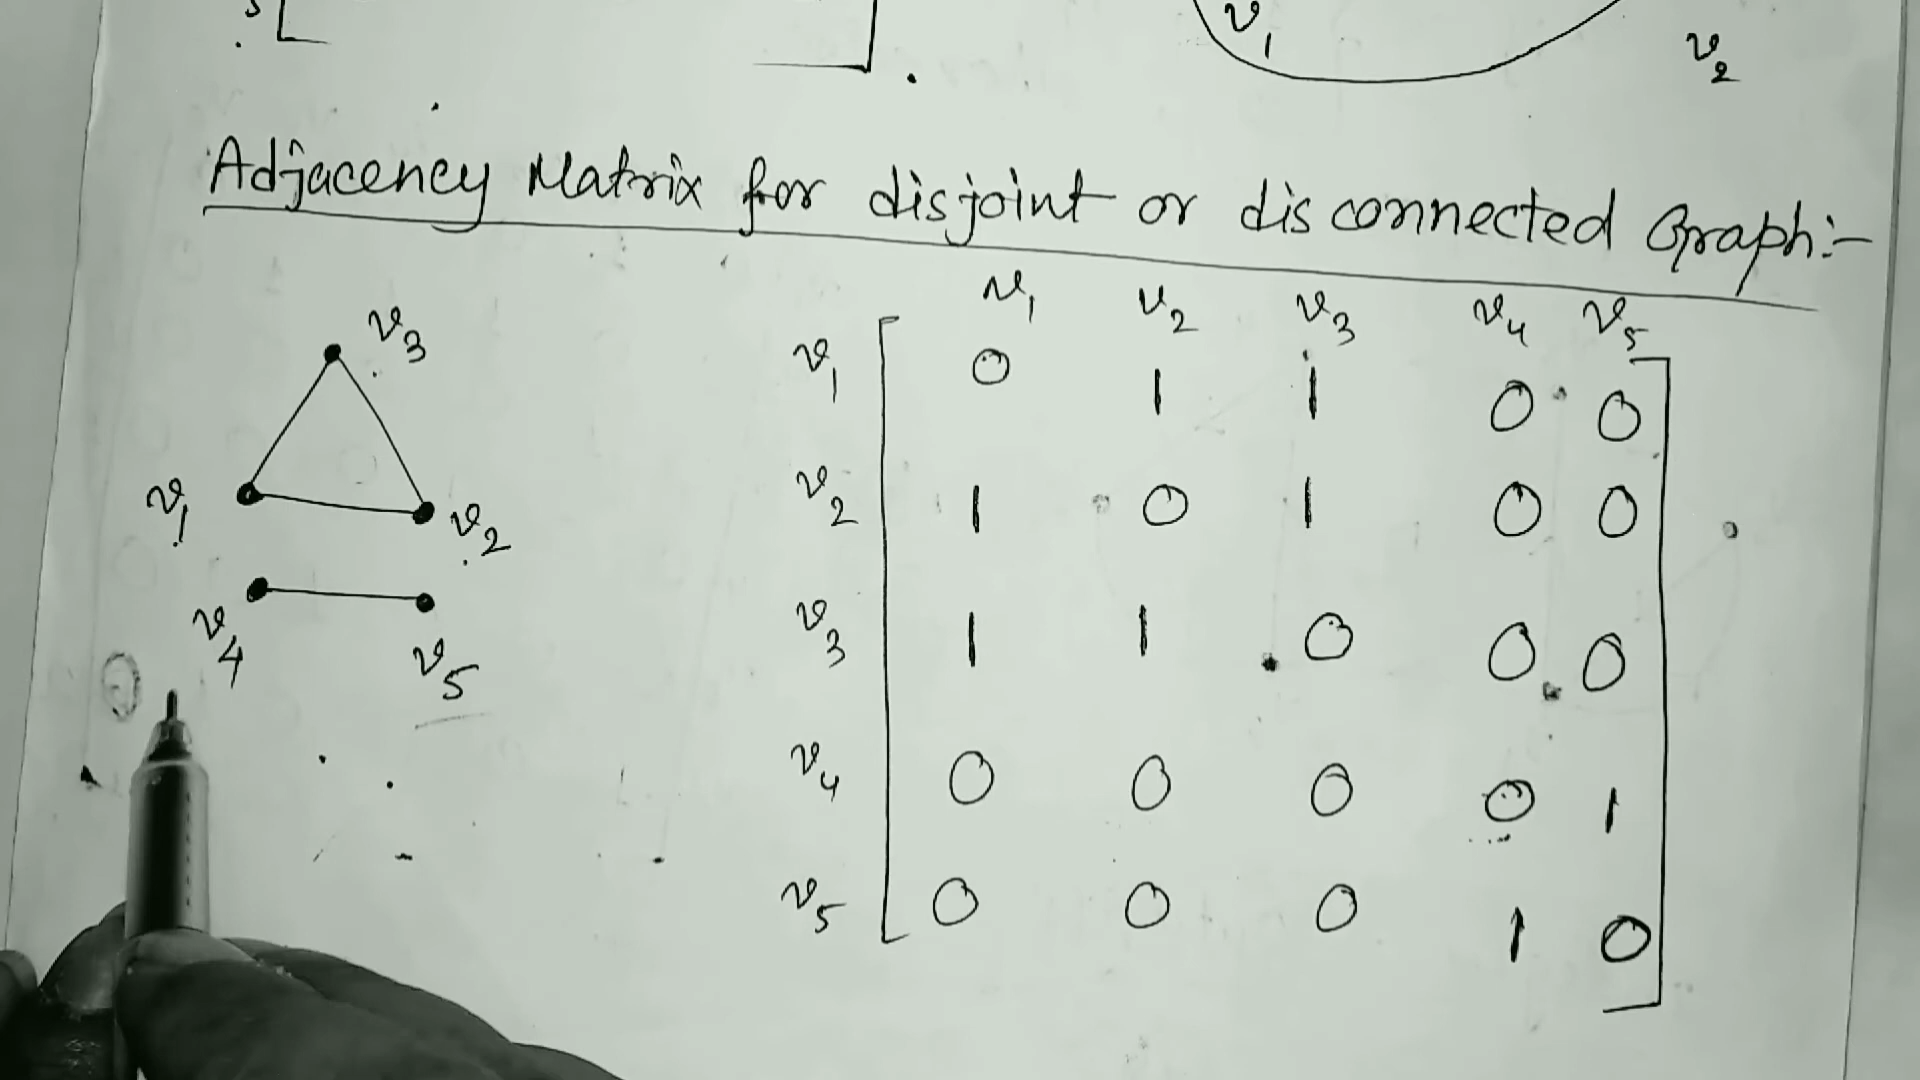 v1
v2
Adjacency Matrix for disjoint or disconnected Graph:-
v3
v1
v2
v4
v5
v1 v2 v3 v4 v5
v1 0 1 1 0 0
v2 1 0 1 0 0
v3 1 1 0 0 0
v4 0 0 0 0 1
v5 0 0 0 1 0